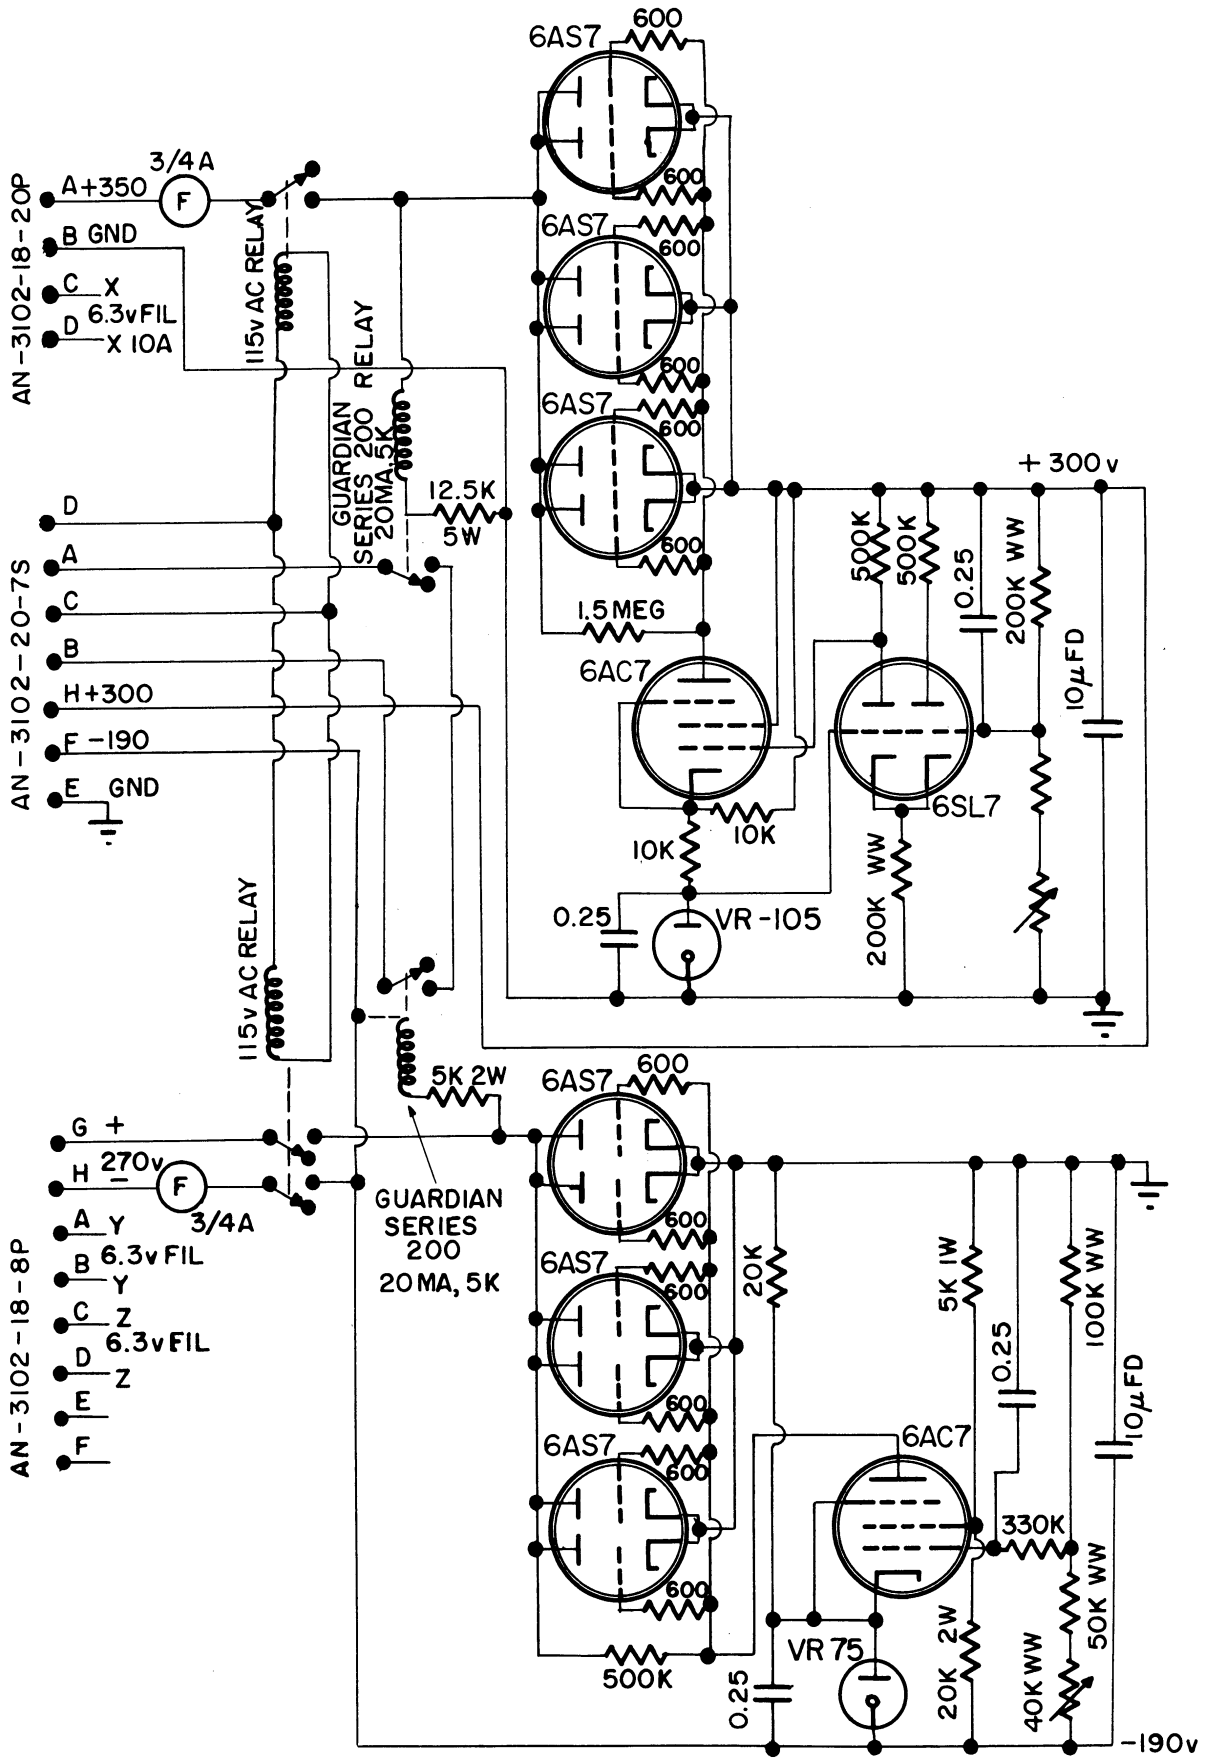 600
6AS7
3/4 A
F
AN-3102-18-20P
A +350
B GND
C X
6.3v FIL
D X 10A
115v AC RELAY
600
6AS7
600
600
6AS7
600
GUARDIAN
SERIES 200 RELAY
20MA, 5K
12.5K
5W
600
+300v
500K
500K
0.25
200K WW
10μFD
AN-3102-20-7S
D
A
C
B
H +300
F -190
E GND
1.5 MEG
6AC7
10K
10K
6SL7
200K WW
0.25
VR-105
115v AC RELAY
5K 2W
6AS7
600
AN-3102-18-8P
G +
H 270v
-
F
3/4A
A Y
6.3v FIL
B Y
C Z
6.3v FIL
D Z
E
F
GUARDIAN
SERIES
200
20 MA, 5K
600
6AS7
600
20K
5K 1W
0.25
100K WW
10μFD
600
6AS7
600
6AC7
330K
50K WW
600
500K
0.25
VR 75
20K 2W
40K WW
-190v